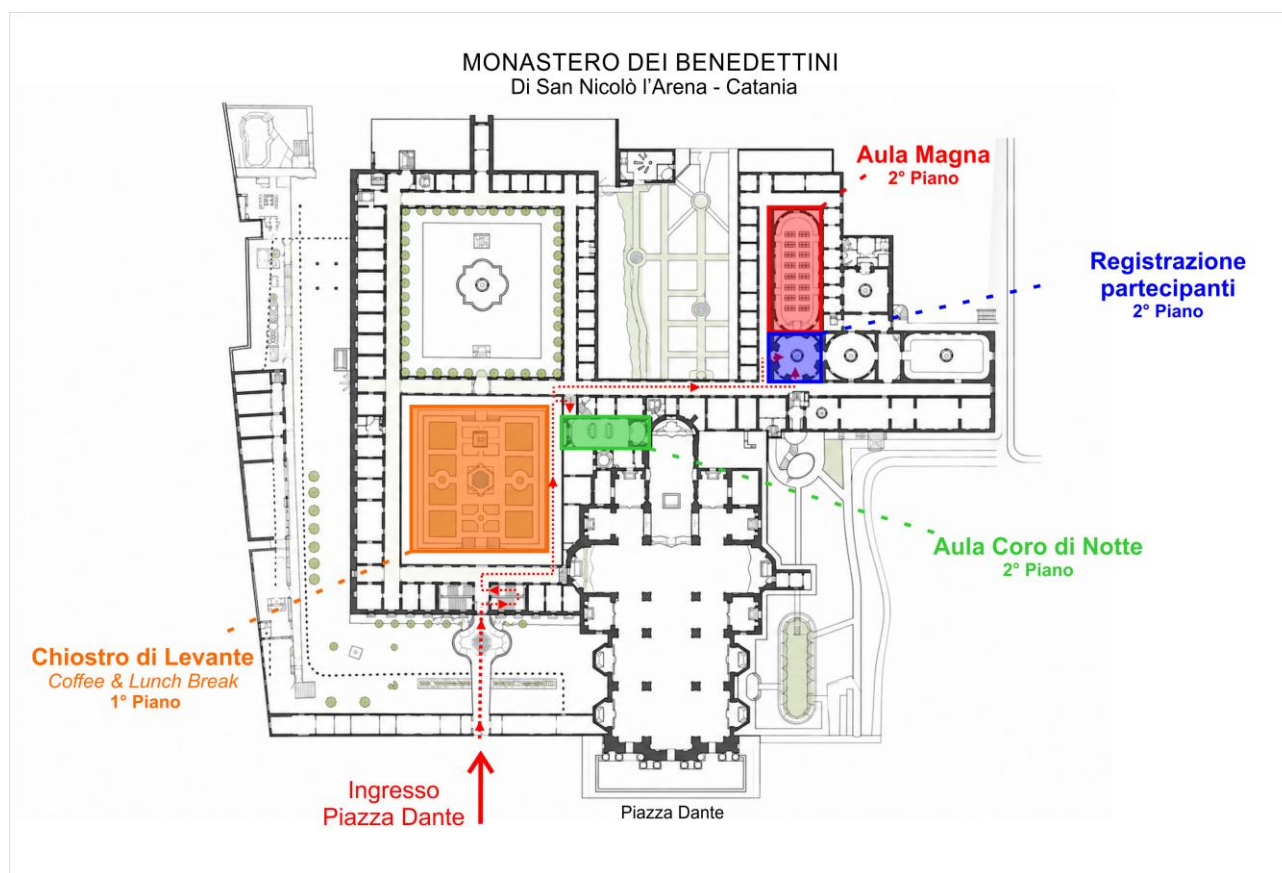 MONASTERO DEI BENEDETTINI
Di San Nicolò l'Arena - Catania
Aula Magna
2° Piano
Registrazione
partecipanti
2° Piano
Aula Coro di Notte
2° Piano
Chiostro di Levante
Coffee & Lunch Break
1° Piano
Ingresso
Piazza Dante
Piazza Dante